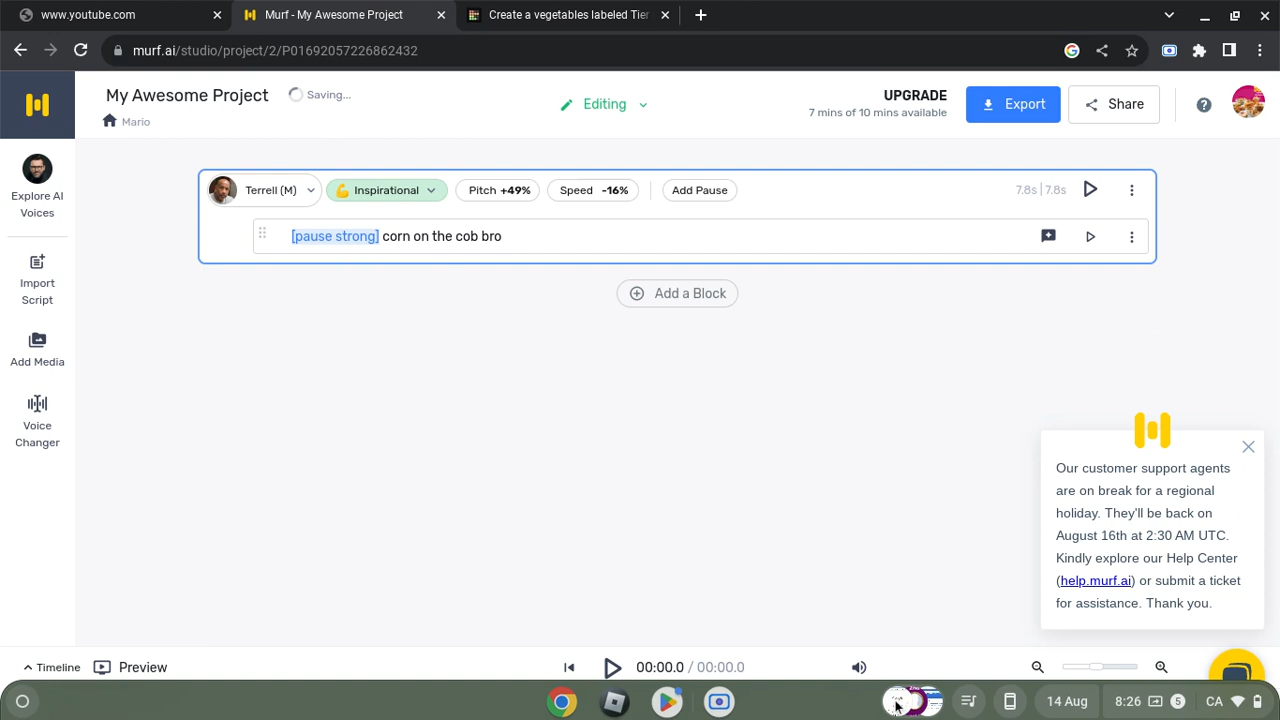 www.youtube.com
Murf - My Awesome Project
Create a vegetables labeled Tier
murf.ai/studio/project/2/P01692057226862432
My Awesome Project
Saving...
Editing
UPGRADE
7 mins of 10 mins available
Export
Share
Mario
Explore AI
Voices
Import
Script
Add Media
Voice
Changer
Terrell (M)
Inspirational
Pitch +49%
Speed -16%
Add Pause
7.8s | 7.8s
[pause strong] corn on the cob bro
Add a Block
Our customer support agents
are on break for a regional
holiday. They'll be back on
August 16th at 2:30 AM UTC.
Kindly explore our Help Center
(help.murf.ai) or submit a ticket
for assistance. Thank you.
Timeline
Preview
00:00.0 / 00:00.0
14 Aug
8:26
5
CA